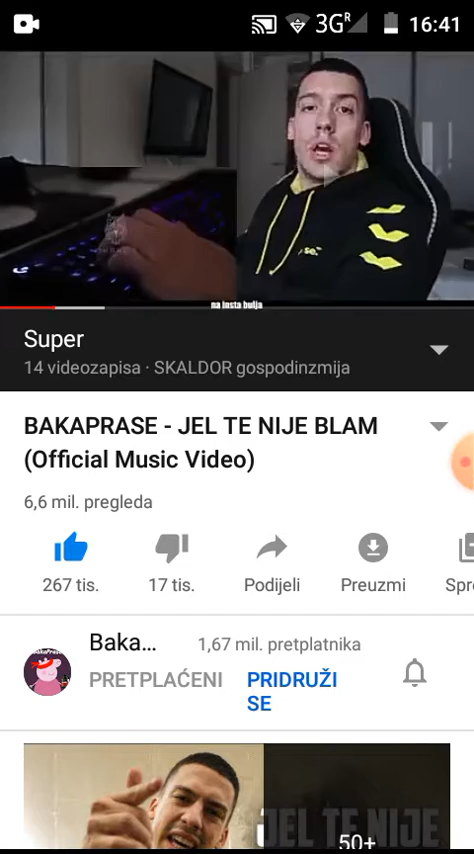 3G R 16:41
se.
na insta bulja
Super
14 videozapisa · SKALDOR gospodinzmija
BAKAPRASE - JEL TE NIJE BLAM
(Official Music Video)
6,6 mil. pregleda
267 tis. 17 tis. Podijeli Preuzmi Spre
Baka... 1,67 mil. pretplatnika
PRETPLAĆENI PRIDRUŽI
SE
JEL TE NIJE
50+